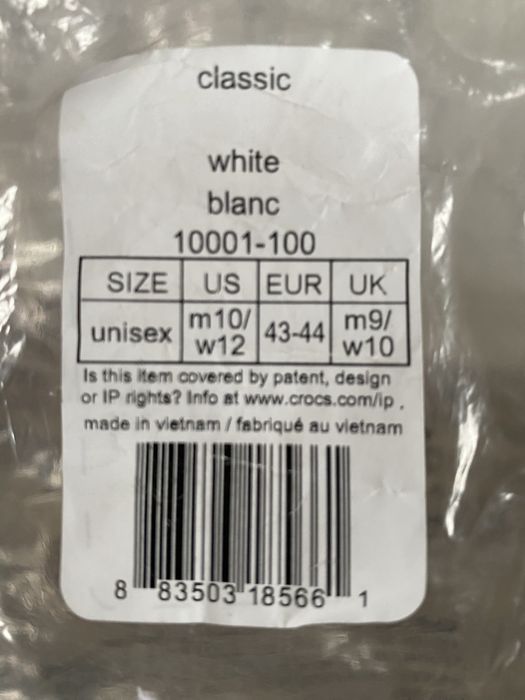 classic
white
blanc
10001-100
SIZE US EUR UK
unisex m10/ w12 43-44 m9/ w10
Is this item covered by patent, design
or IP rights? Info at www.crocs.com/ip .
made in vietnam / fabriqué au vietnam
8 83503 18566 1